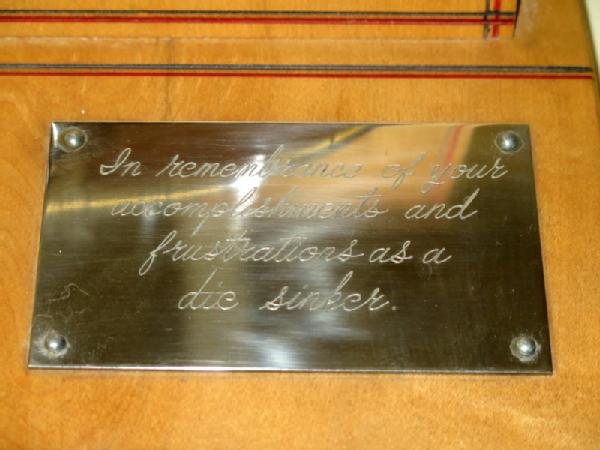 In remembrance of your
accomplishments and
frustrations as a
die sinker.